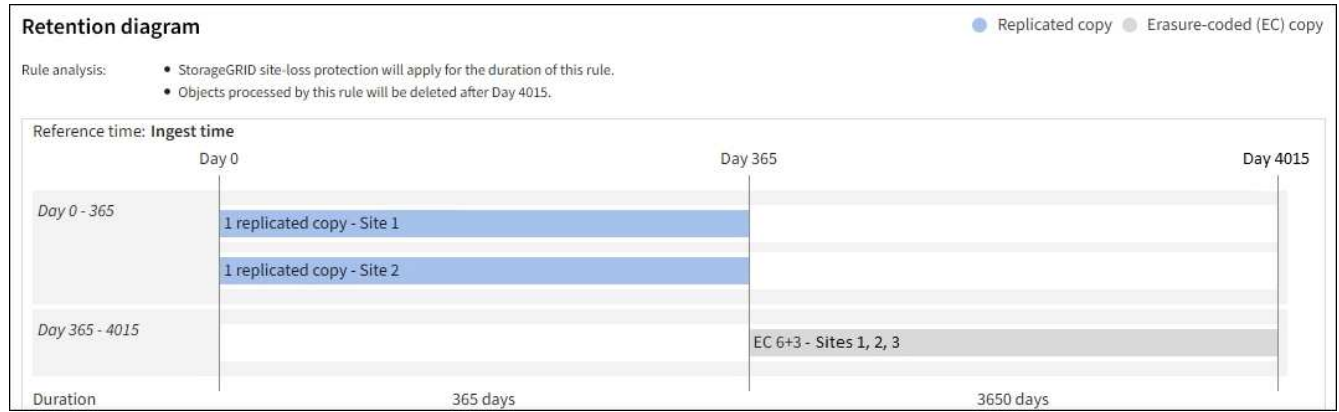 Retention diagram
Replicated copy
Erasure-coded (EC) copy
Rule analysis:
• StorageGRID site-loss protection will apply for the duration of this rule.
• Objects processed by this rule will be deleted after Day 4015.
Reference time: Ingest time
Day 0
Day 365
Day 4015
Day 0 - 365
1 replicated copy - Site 1
1 replicated copy - Site 2
Day 365 - 4015
EC 6+3 - Sites 1, 2, 3
Duration
365 days
3650 days